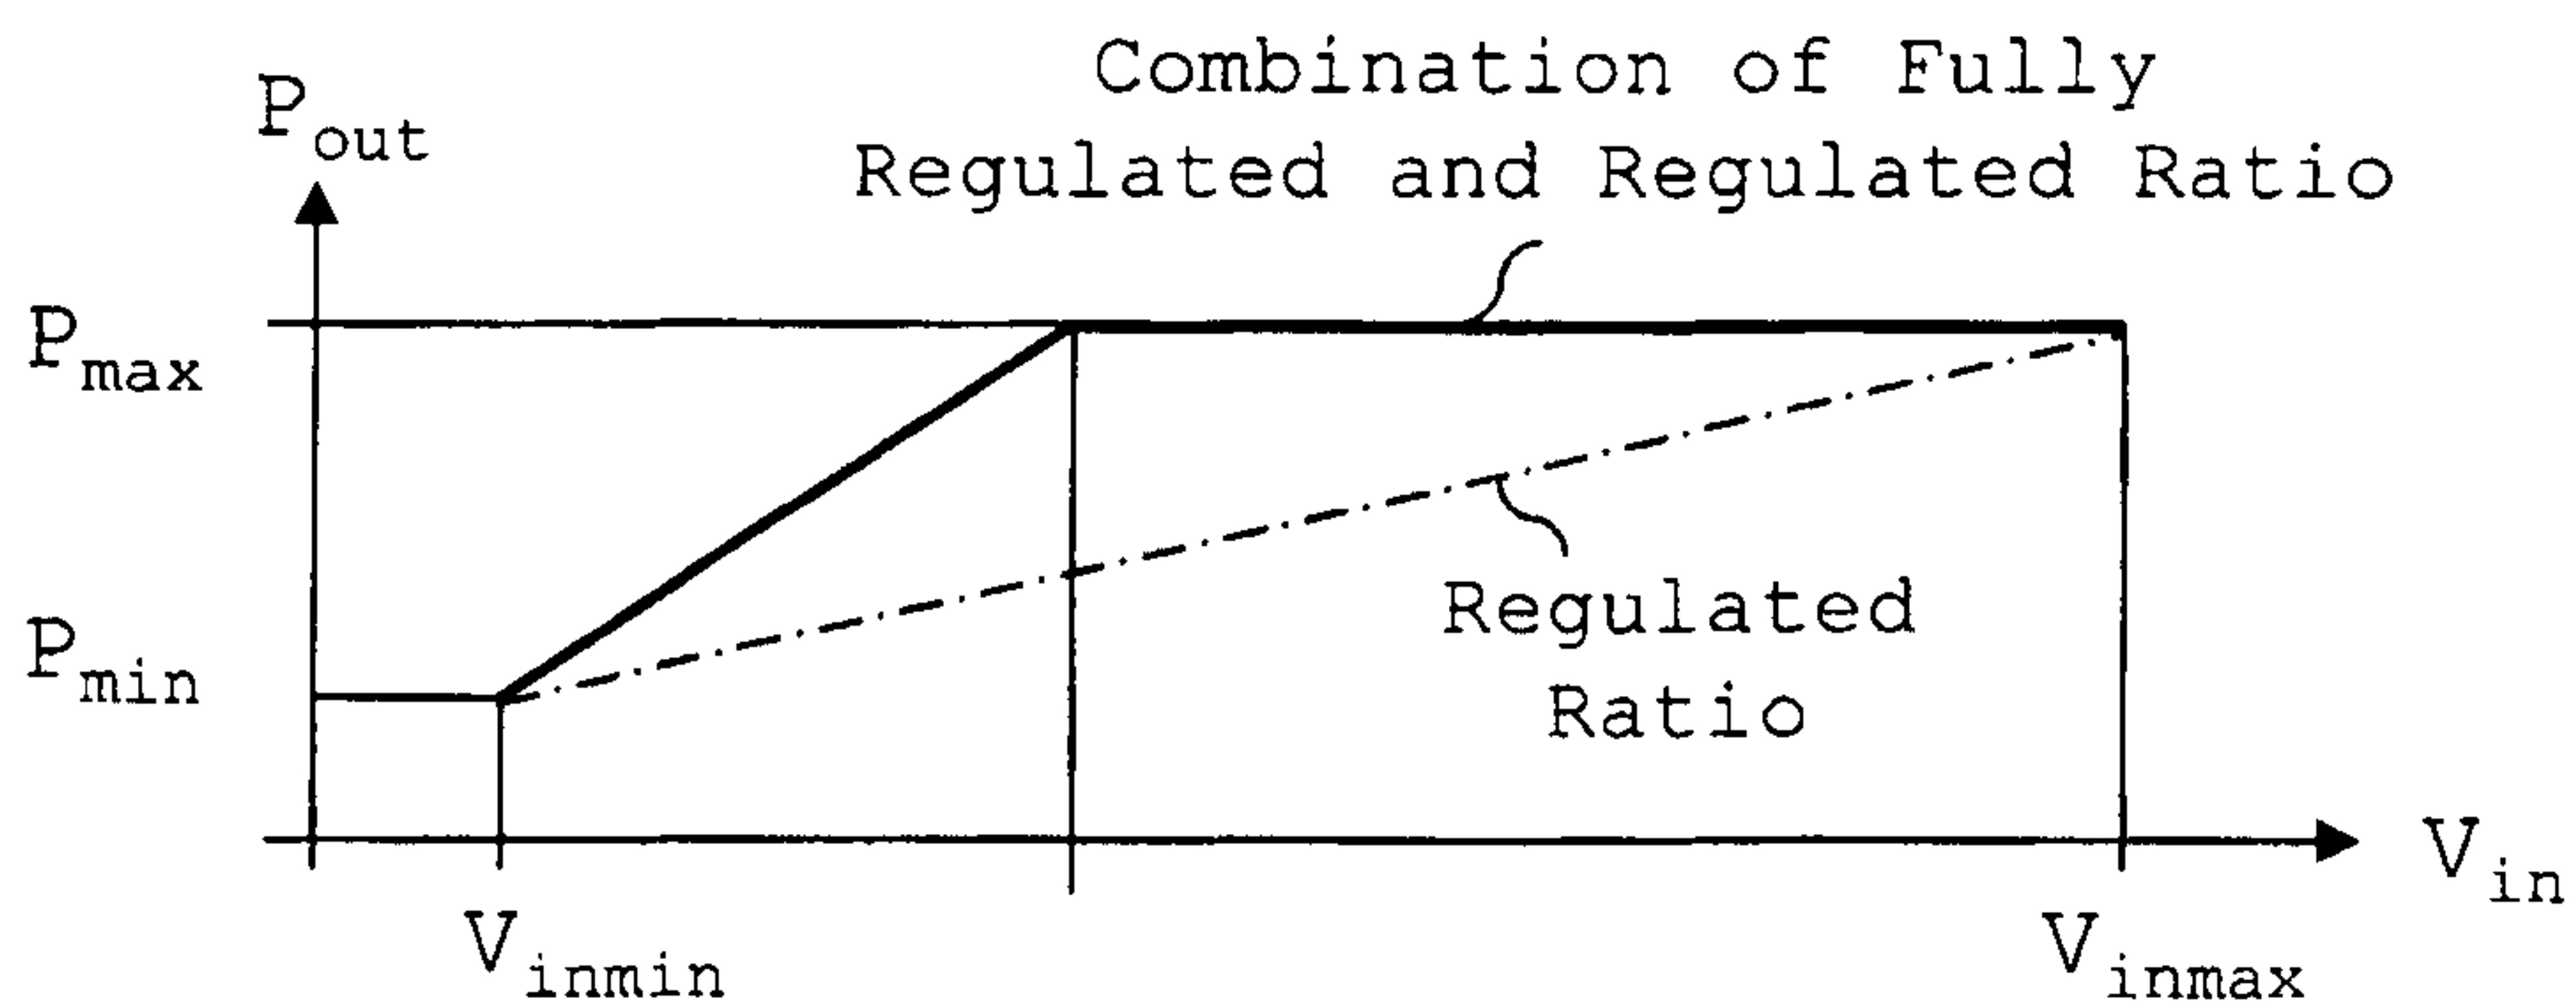 Combination of Fully
Regulated and Regulated Ratio
Pout
Pmax
Pmin
Regulated
Ratio
Vin
Vinmin
Vinmax